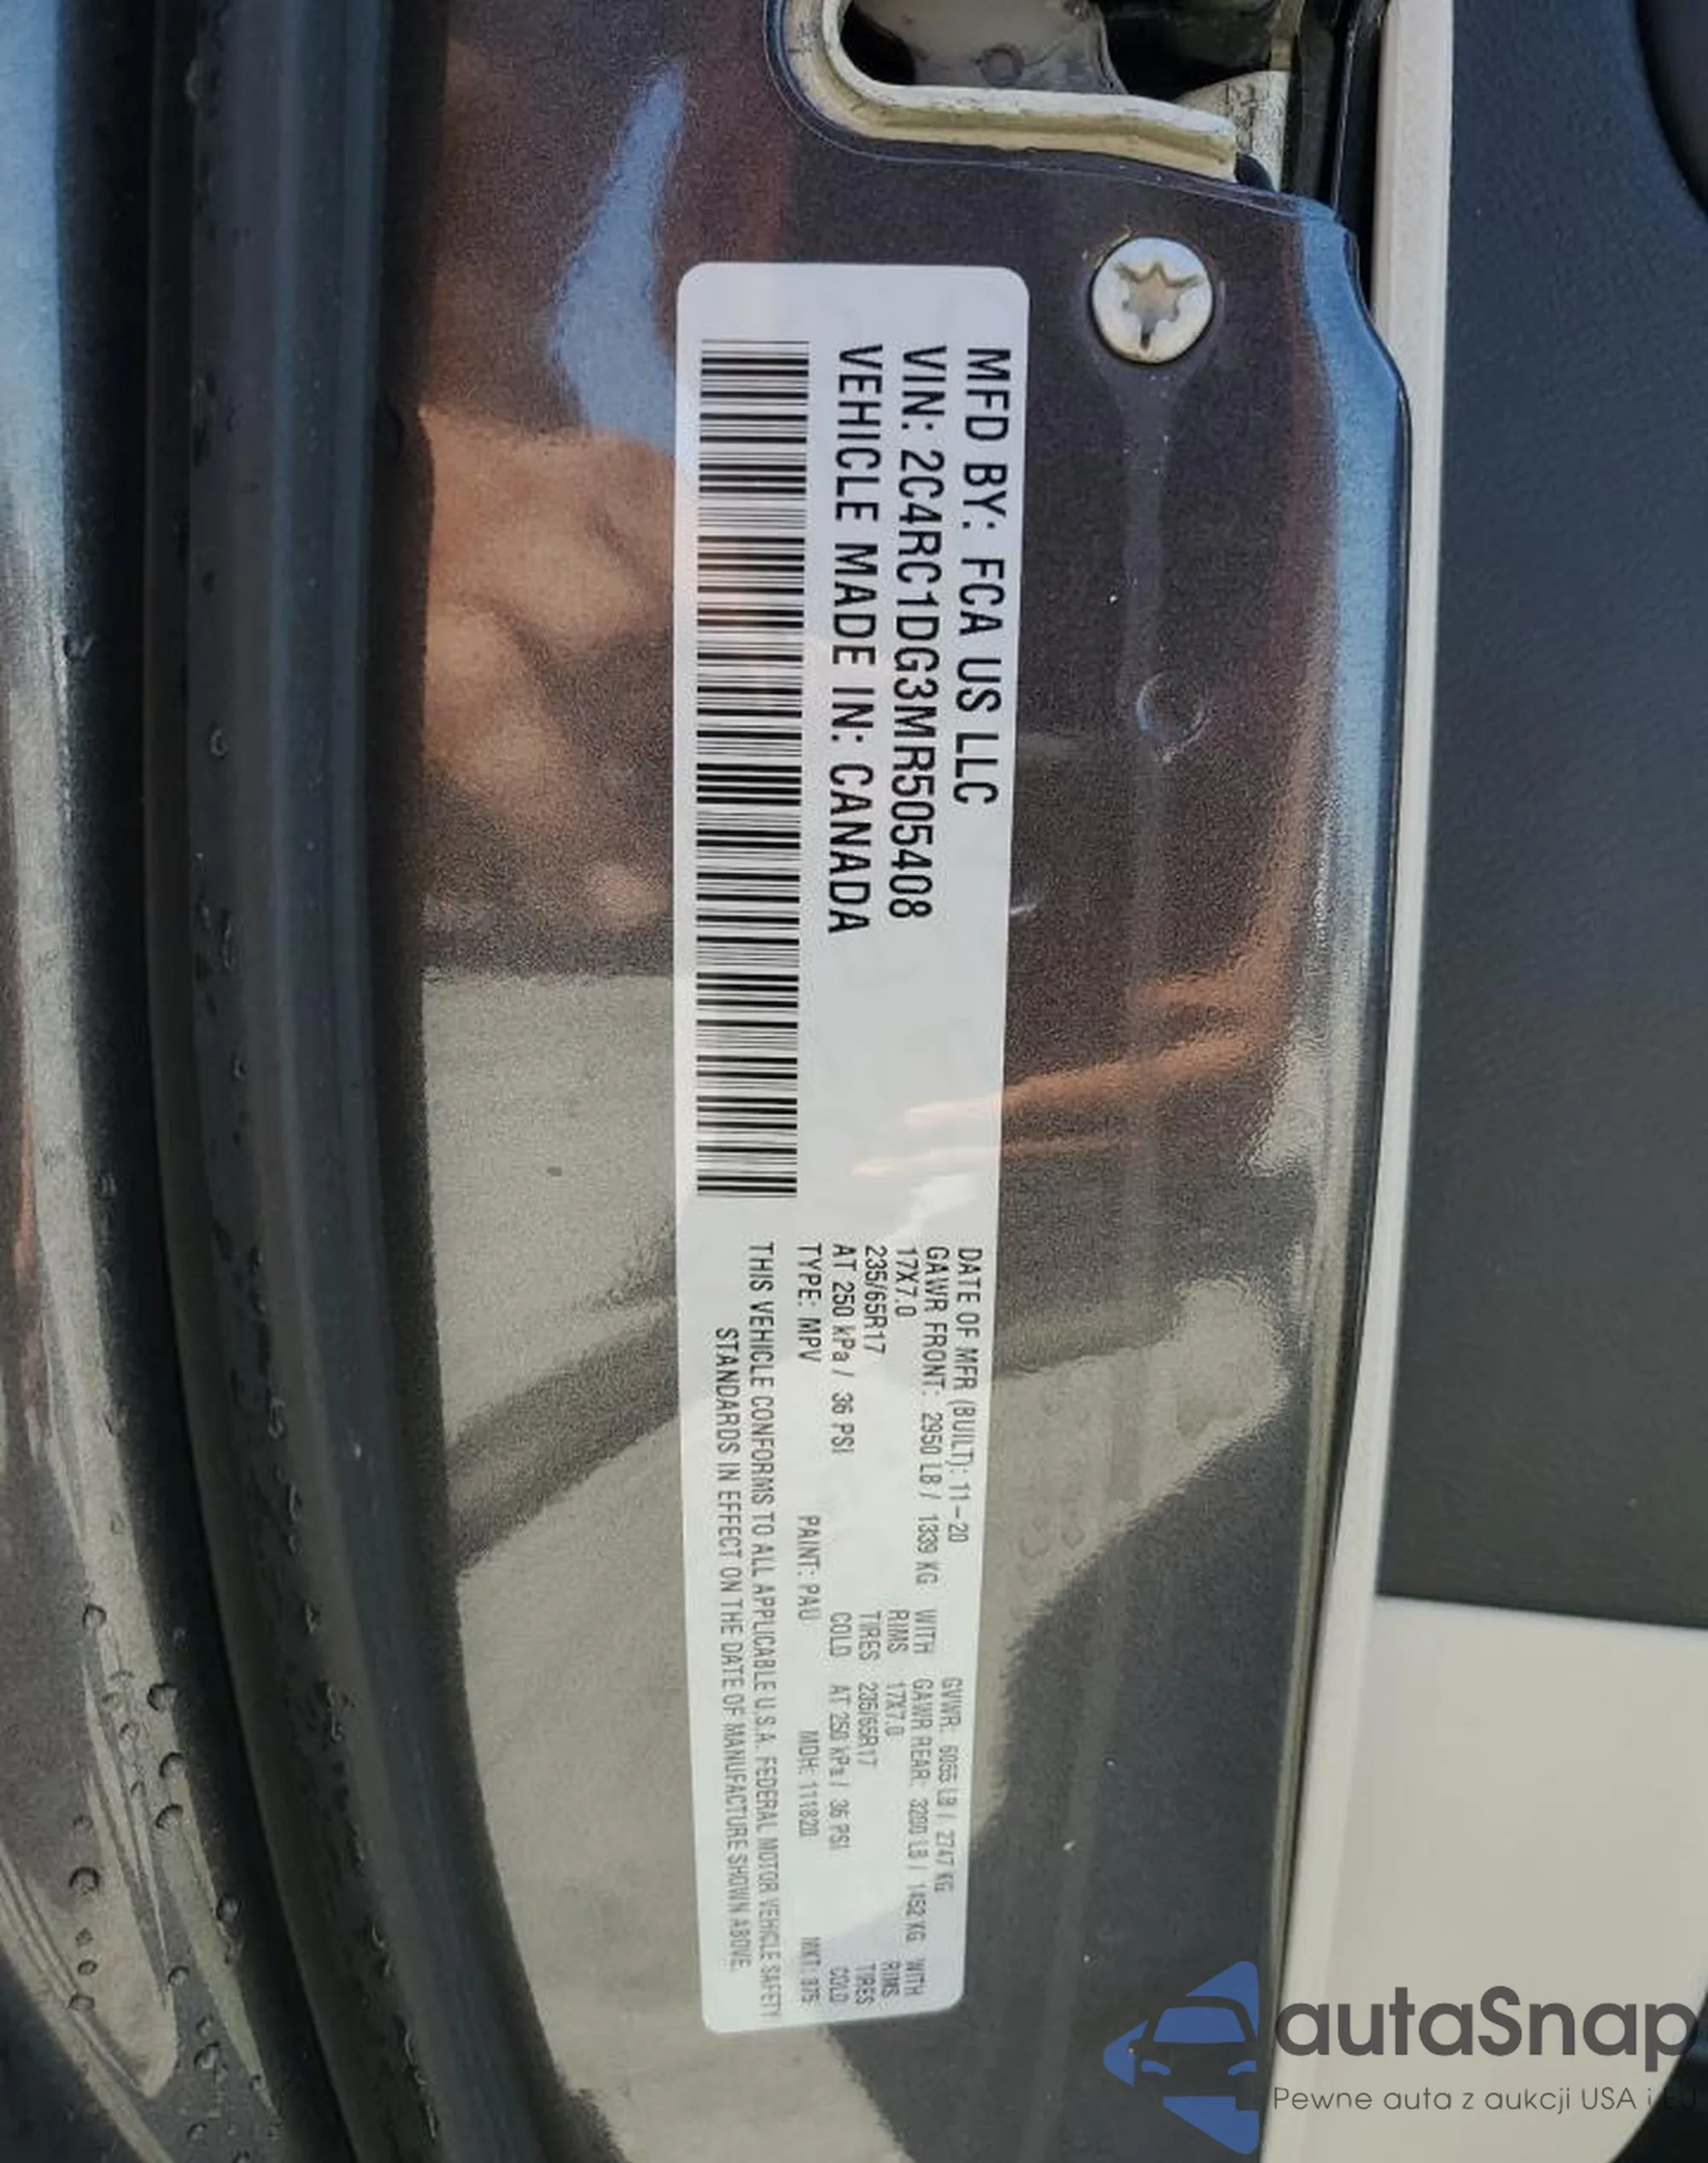 MFD BY: FCA US LLC
VIN: 2C4RC1DG3MR505408
VEHICLE MADE IN: CANADA
DATE OF MFR (BUILT): 11-20 GVWR: 6055 LB / 2747 KG
GAWR FRONT: 2950 LB / 1339 KG WITH GAWR REAR: 3200 LB / 1452 KG WITH
17X7.0 RIMS 17X7.0 RIMS
235/65R17 TIRES 235/65R17 TIRES
AT 250 kPa / 36 PSI COLD AT 250 kPa / 36 PSI COLD
TYPE: MPV PAINT: PAU MDH: 111820 MKT:
THIS VEHICLE CONFORMS TO ALL APPLICABLE U.S.A. FEDERAL MOTOR VEHICLE SAFETY
STANDARDS IN EFFECT ON THE DATE OF MANUFACTURE SHOWN ABOVE.
autaSnap
Pewne auta z aukcji USA i EU